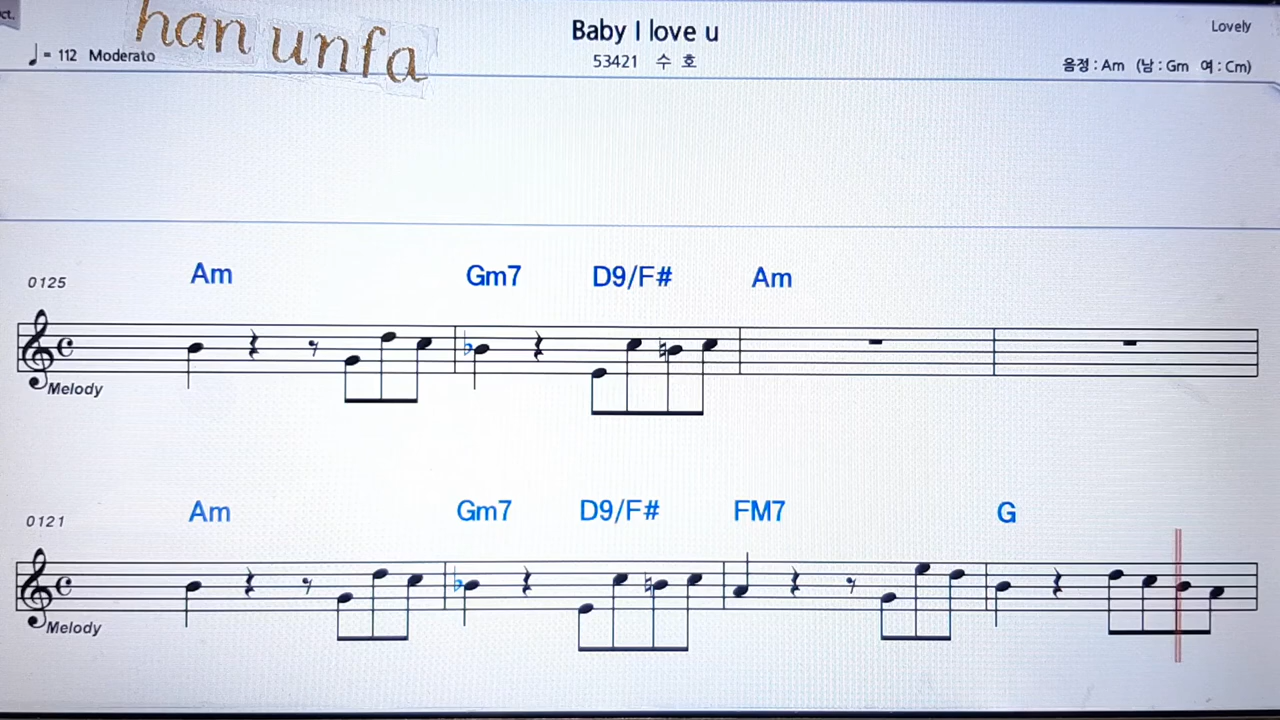 ct.
han unfa
Baby I love u
Lovely
♩ = 112 Moderato
53421 수 호
음정 : Am (남 : Gm 여 : Cm)
Am Gm7 D9/F# Am
0125
Melody
Am Gm7 D9/F# FM7 G
0121
Melody